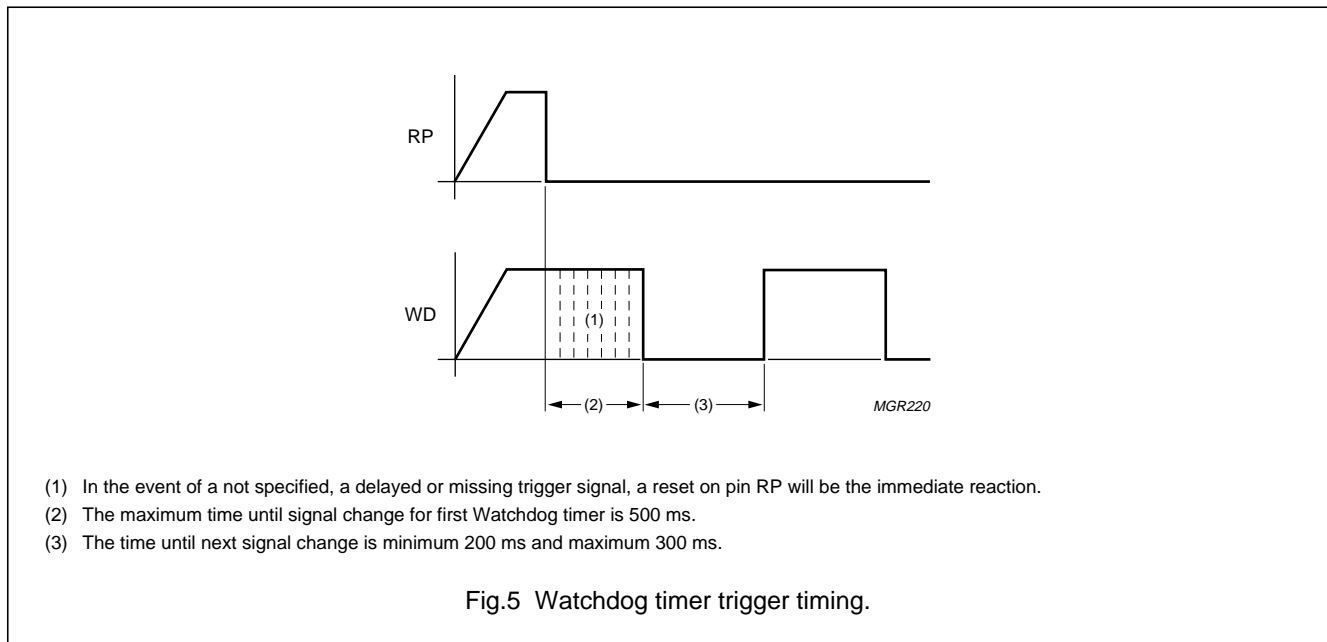 RP
WD
(1)
(2)
(3)
MGR220
(1) In the event of a not specified, a delayed or missing trigger signal, a reset on pin RP will be the immediate reaction.
(2) The maximum time until signal change for first Watchdog timer is 500 ms.
(3) The time until next signal change is minimum 200 ms and maximum 300 ms.
Fig.5 Watchdog timer trigger timing.